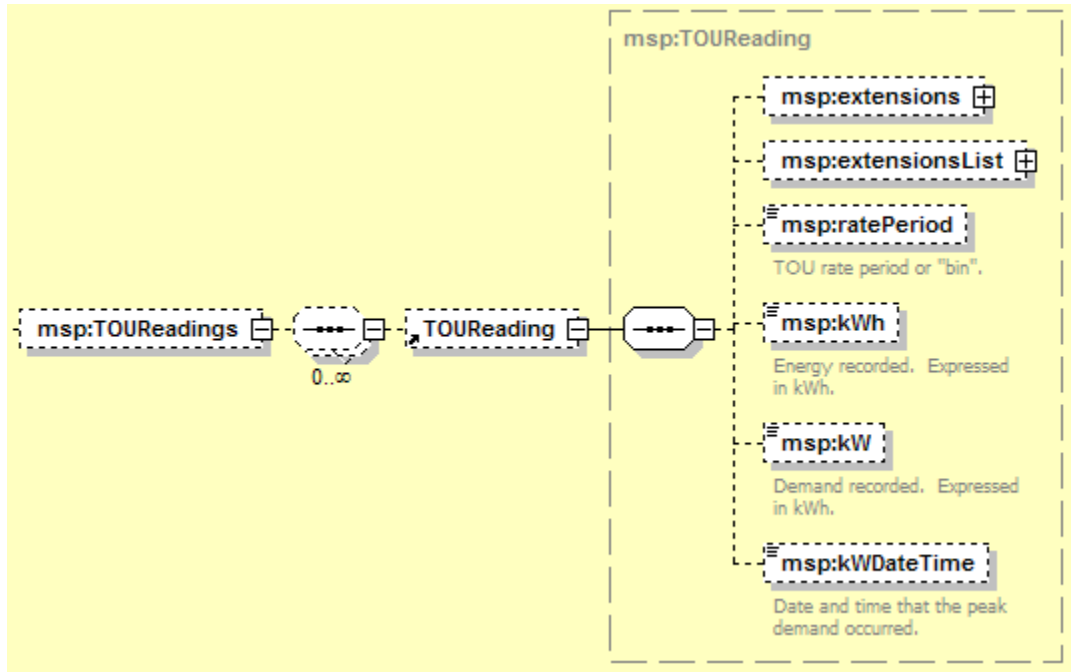 msp:TOUReading
msp:extensions
msp:extensionsList
msp:ratePeriod
TOU rate period or "bin".
msp:TOUReadings
0..∞
TOUReading
msp:kWh
Energy recorded. Expressed
in kWh.
msp:kW
Demand recorded. Expressed
in kWh.
msp:kWDateTime
Date and time that the peak
demand occurred.